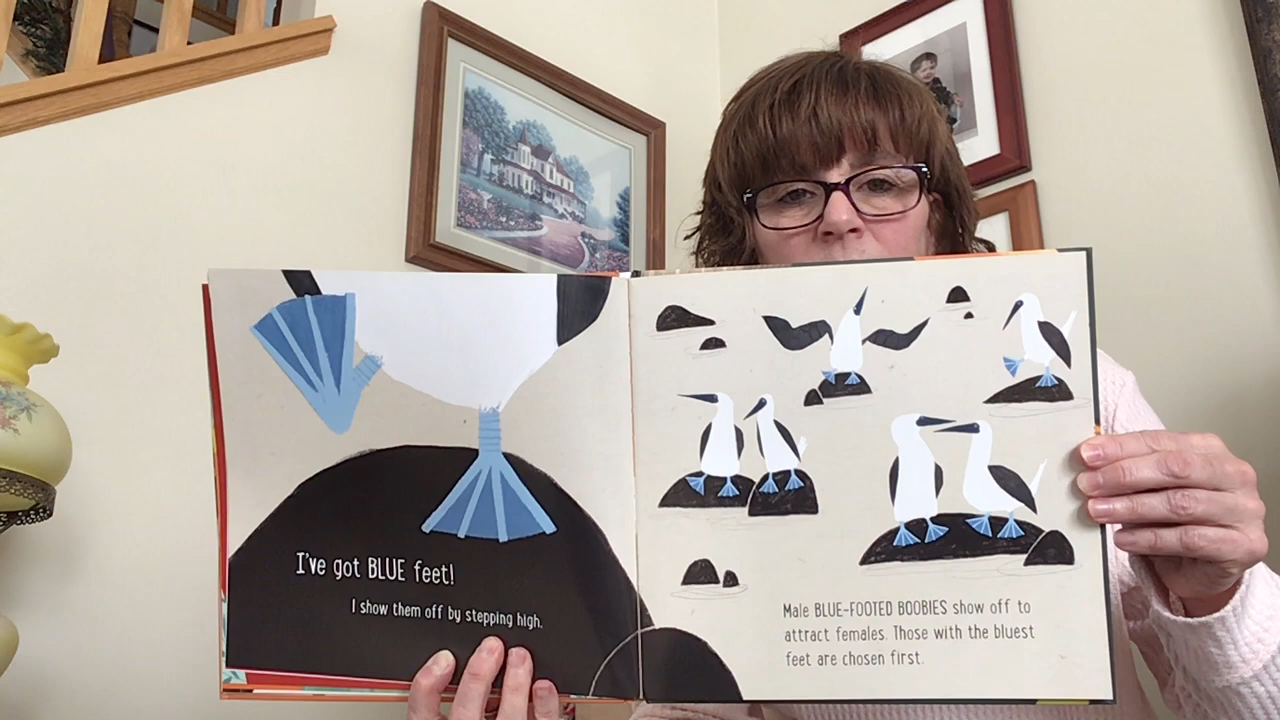 I've got BLUE feet!
I show them off by stepping high.
Male BLUE-FOOTED BOOBIES show off to
attract females. Those with the bluest
feet are chosen first.